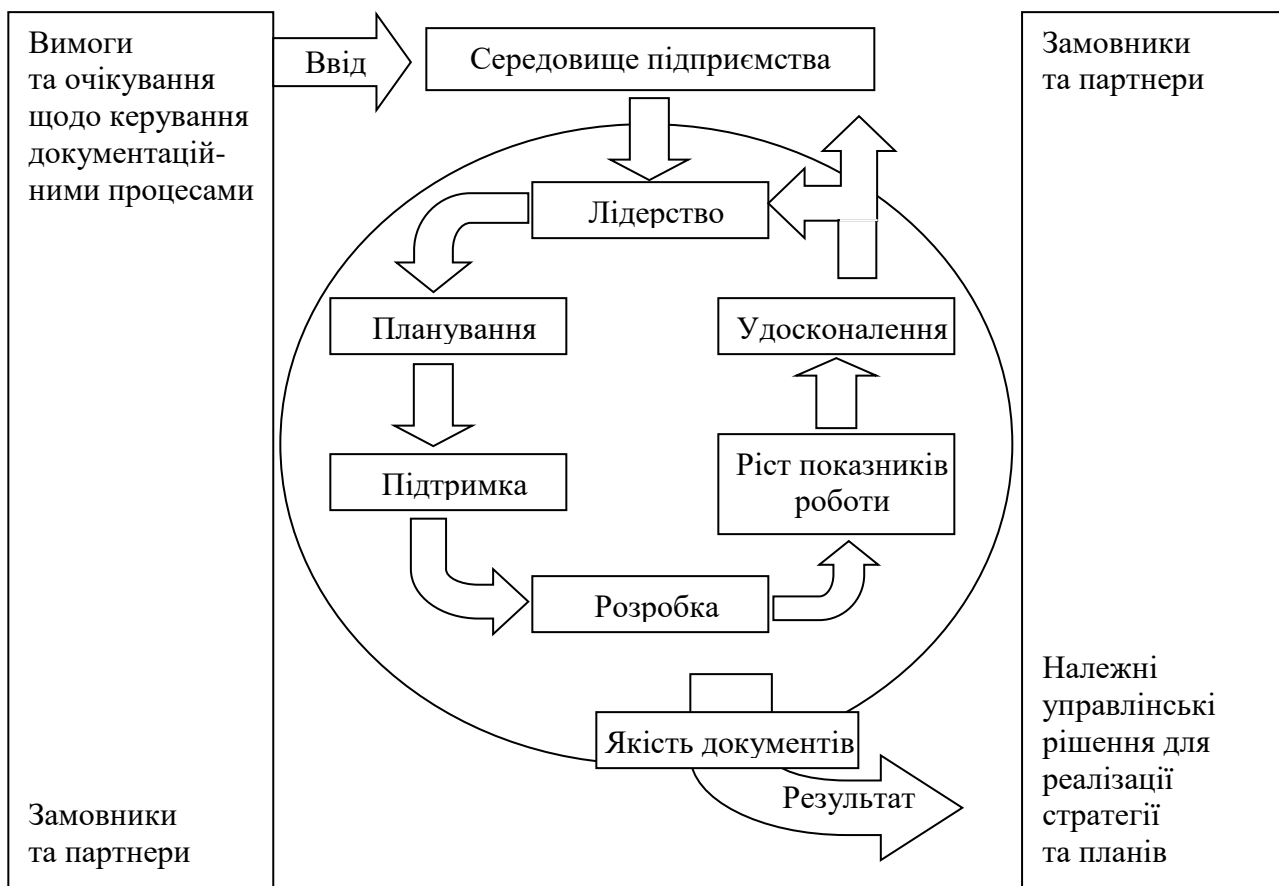 Вимоги
та очікування
щодо керування
документацій-
ними процесами
Замовники
та партнери
Ввід
Середовище підприємства
Лідерство
Планування
Підтримка
Розробка
Ріст показників
роботи
Удосконалення
Якість документів
Результат
Замовники
та партнери
Належні
управлінські
рішення для
реалізації
стратегії
та планів